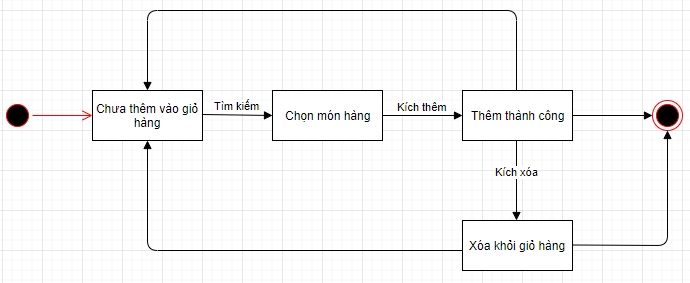 Chưa thêm vào giỏ
hàng
Tìm kiếm
Chọn món hàng
Kích thêm
Thêm thành công
Kích xóa
Xóa khỏi giỏ hàng